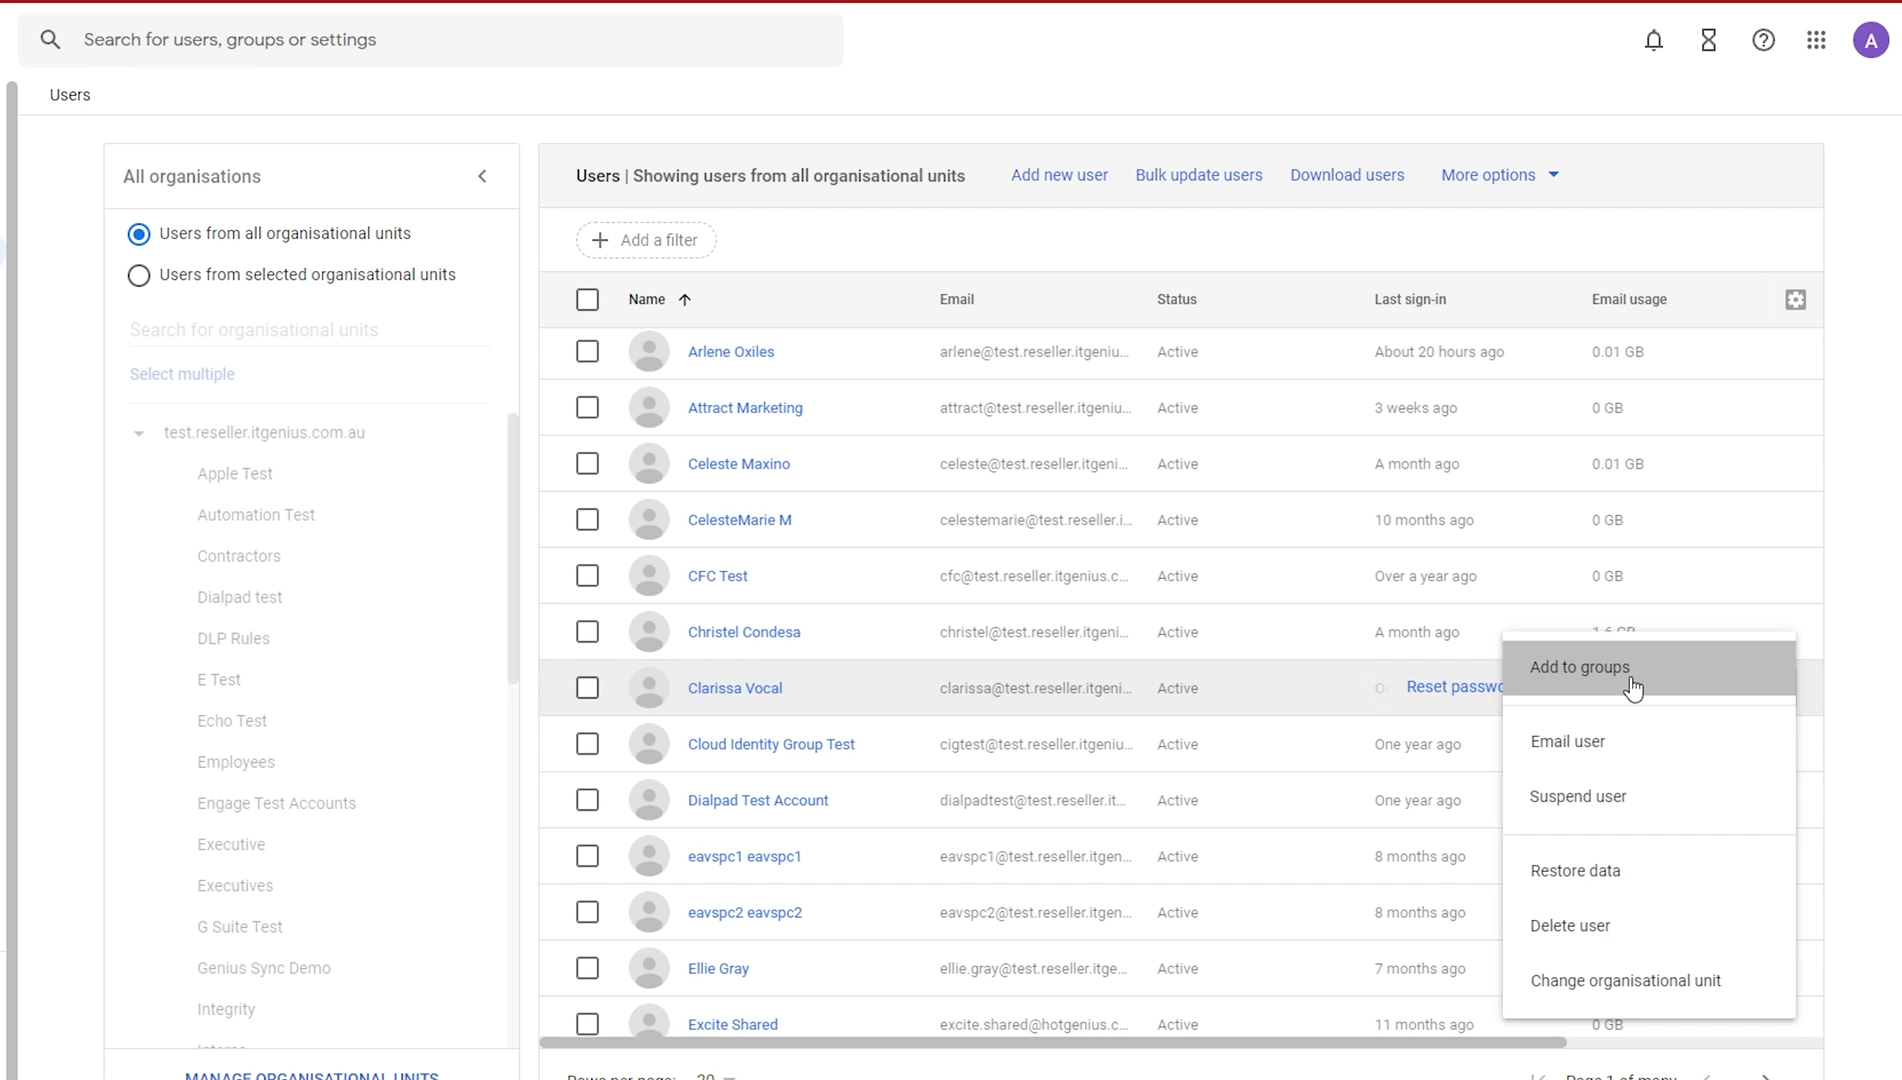 Search for users, groups or settings
A
Users
All organisations
Users from all organisational units
Users from selected organisational units
Search for organisational units
Select multiple
test.reseller.itgenius.com.au
Apple Test
Automation Test
Contractors
Dialpad test
DLP Rules
E Test
Echo Test
Employees
Engage Test Accounts
Executive
Executives
G Suite Test
Genius Sync Demo
Integrity
MANAGE ORGANISATIONAL UNITS
Users | Showing users from all organisational units Add new user Bulk update users Download users More options
Add a filter
Name Email Status Last sign-in Email usage
Arlene Oxiles arlene@test.reseller.itgeniu... Active About 20 hours ago 0.01 GB
Attract Marketing attract@test.reseller.itgeniu... Active 3 weeks ago 0 GB
Celeste Maxino celeste@test.reseller.itgeni... Active A month ago 0.01 GB
CelesteMarie M celestemarie@test.reseller.i... Active 10 months ago 0 GB
CFC Test cfc@test.reseller.itgenius.c... Active Over a year ago 0 GB
Christel Condesa christel@test.reseller.itgeni... Active A month ago
Clarissa Vocal clarissa@test.reseller.itgeni... Active Reset passwo
Cloud Identity Group Test cigtest@test.reseller.itgeniu... Active One year ago
Dialpad Test Account dialpadtest@test.reseller.it... Active One year ago
eavspc1 eavspc1 eavspc1@test.reseller.itgen... Active 8 months ago
eavspc2 eavspc2 eavspc2@test.reseller.itgen... Active 8 months ago
Ellie Gray ellie.gray@test.reseller.itge... Active 7 months ago
Excite Shared excite.shared@hotgenius.c... Active 11 months ago 0 GB
Add to groups
Email user
Suspend user
Restore data
Delete user
Change organisational unit
Rows per page: 20 Page 1 of many